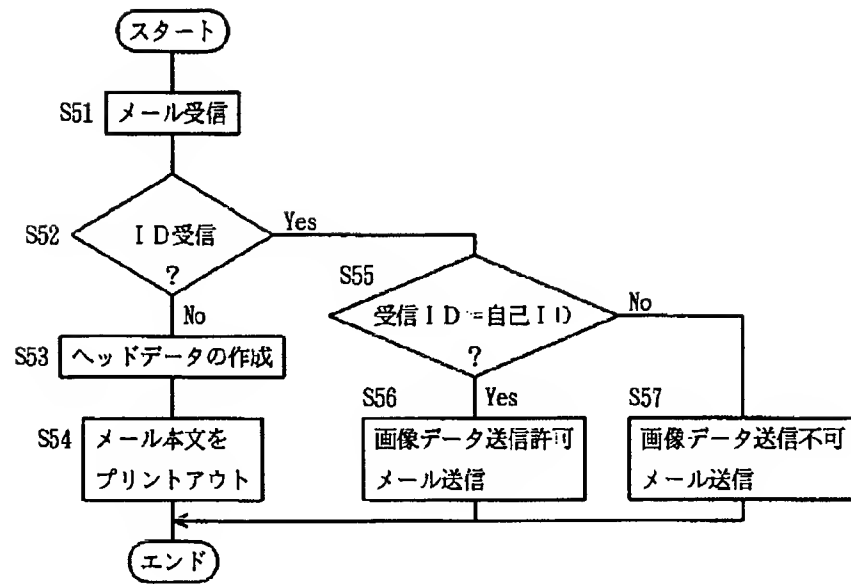 スタート
S51 メール受信
S52 ID受信
?
Yes
No
S53 ヘッドデータの作成
S54 メール本文を
プリントアウト
S55 受信ID=自己ID
?
Yes
No
S56 画像データ送信許可
メール送信
S57 画像データ送信不可
メール送信
エンド